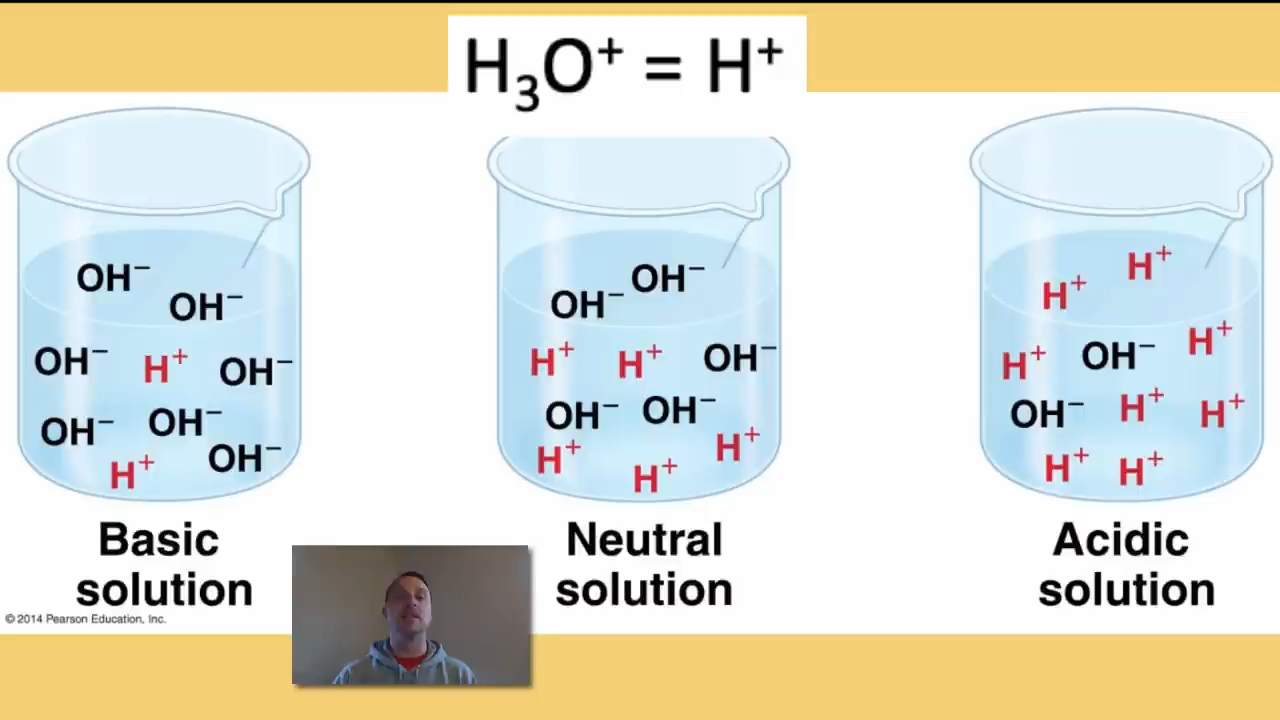 H₃O⁺ = H⁺
OH⁻
OH⁻
OH⁻ H⁺ OH⁻
OH⁻ OH⁻
H⁺ OH⁻
Basic
solution
© 2014 Pearson Education, Inc.
OH⁻
OH⁻
H⁺ H⁺ OH⁻
OH⁻ OH⁻
H⁺ H⁺ H⁺
Neutral
solution
H⁺
H⁺
H⁺ OH⁻ H⁺
OH⁻ H⁺ H⁺
H⁺ H⁺
Acidic
solution